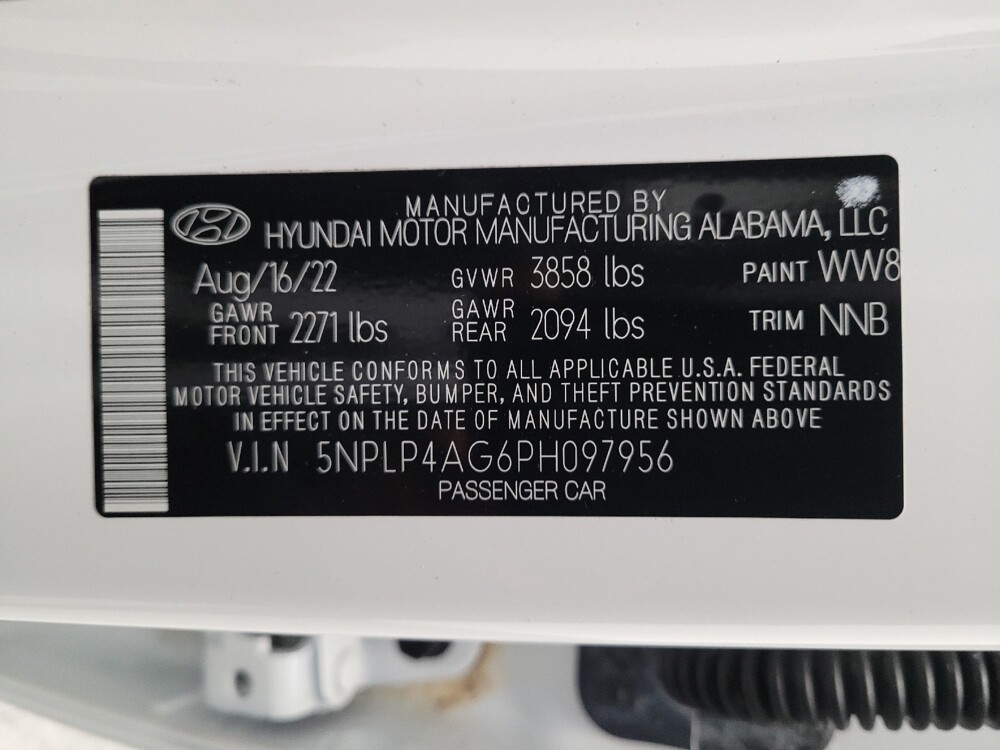 MANUFACTURED BY
HYUNDAI MOTOR MANUFACTURING ALABAMA, LLC
Aug/16/22 GVWR 3858 lbs PAINT WW8
GAWR FRONT 2271 lbs GAWR REAR 2094 lbs TRIM NNB
THIS VEHICLE CONFORMS TO ALL APPLICABLE U.S.A. FEDERAL
MOTOR VEHICLE SAFETY, BUMPER, AND THEFT PREVENTION STANDARDS
IN EFFECT ON THE DATE OF MANUFACTURE SHOWN ABOVE
V.I.N 5NPLP4AG6PH097956
PASSENGER CAR